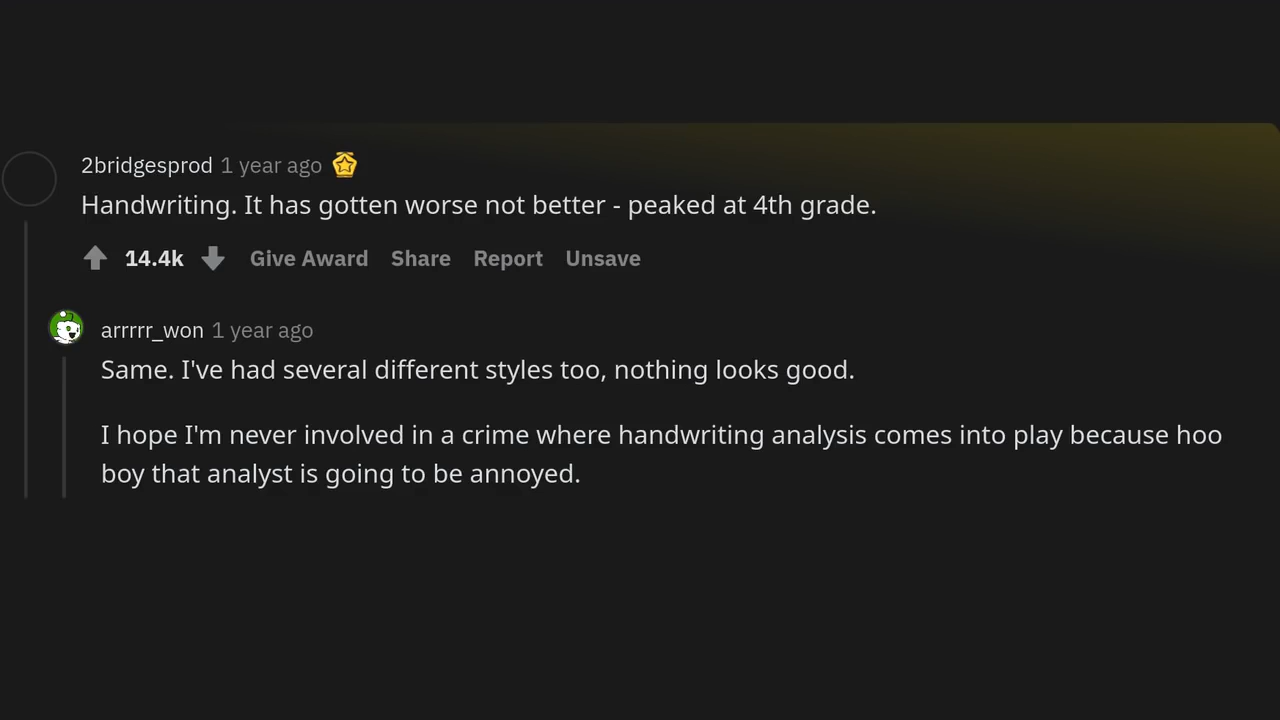 2bridgesprod 1 year ago
Handwriting. It has gotten worse not better - peaked at 4th grade.
14.4k Give Award Share Report Unsave
arrrrr_won 1 year ago
Same. I've had several different styles too, nothing looks good.
I hope I'm never involved in a crime where handwriting analysis comes into play because hoo
boy that analyst is going to be annoyed.